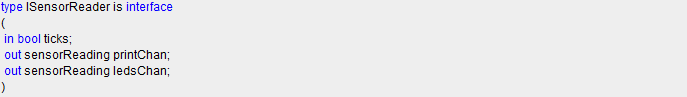 type ISensorReader is interface
(
in bool ticks;
out sensorReading printChan;
out sensorReading ledsChan;
)